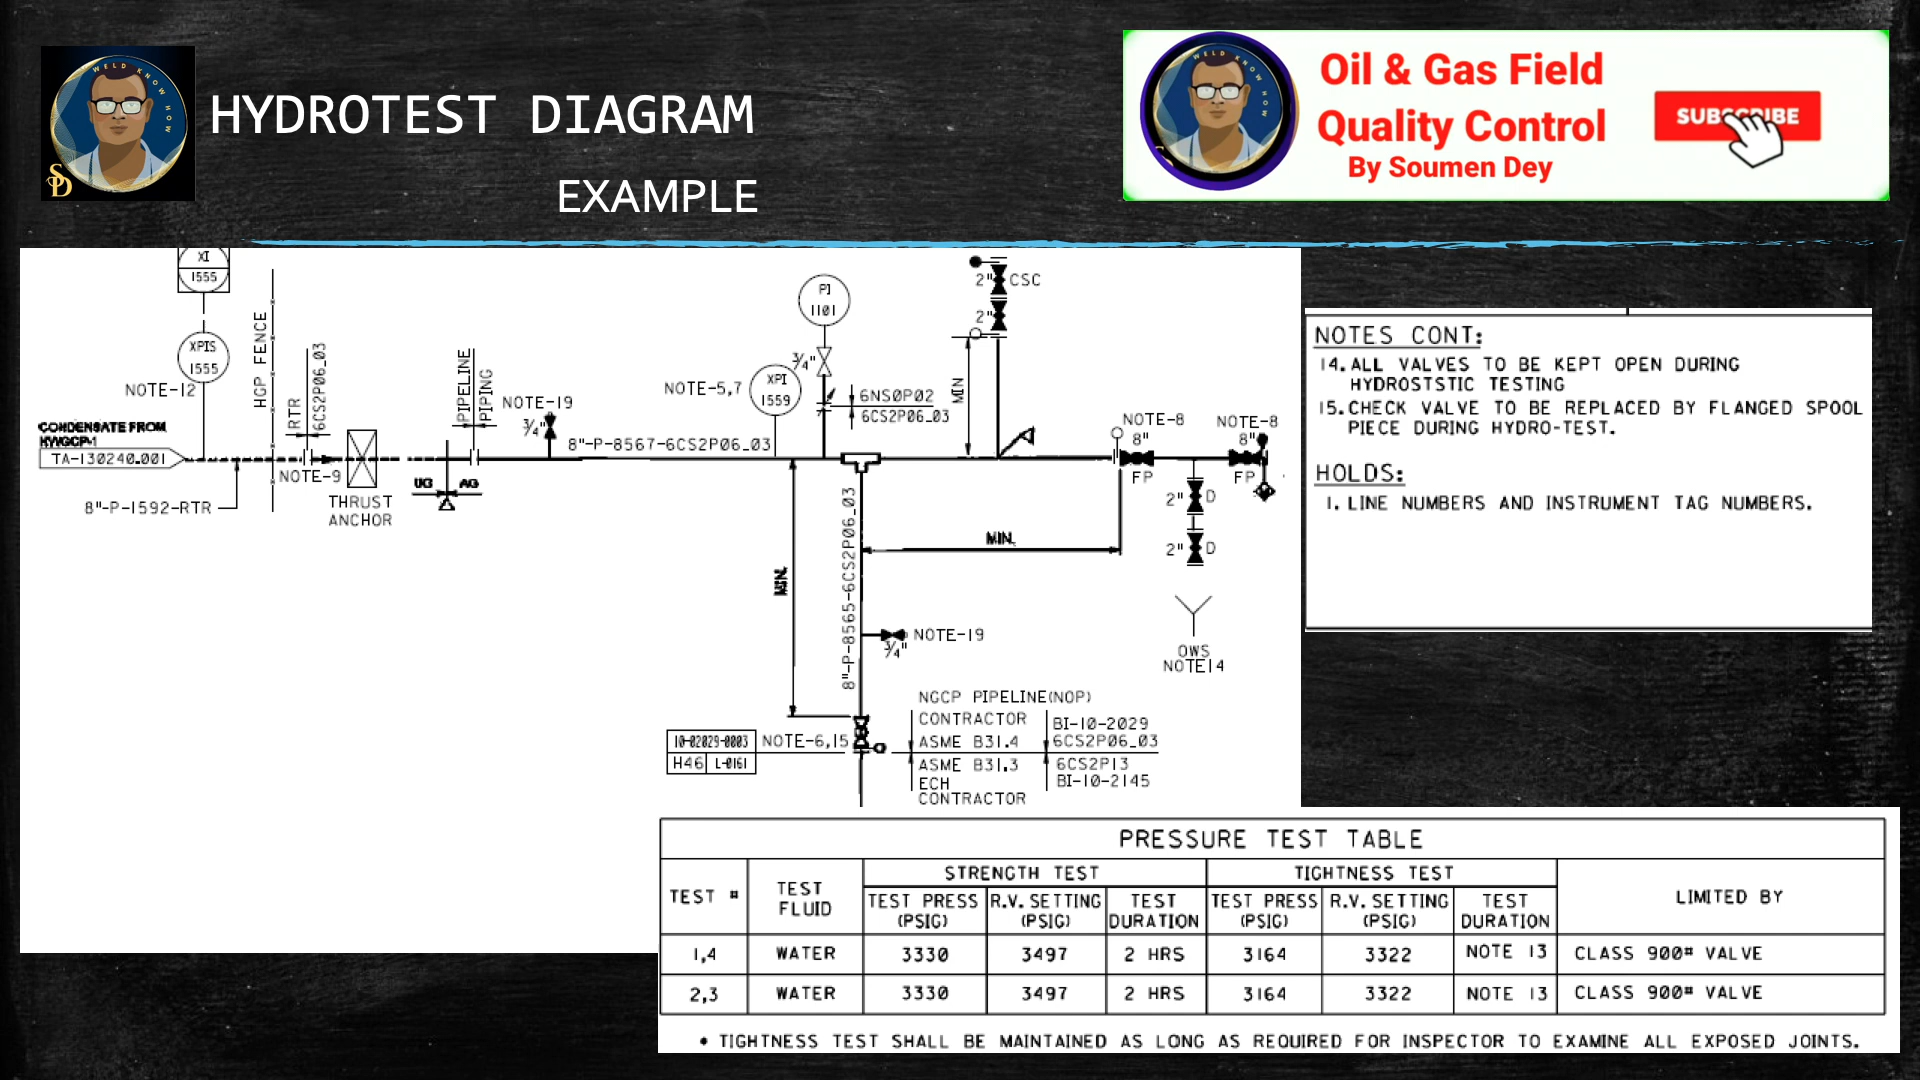 WELD KNOW HOW
SD
HYDROTEST DIAGRAM
EXAMPLE
WELD KNOW HOW
Oil & Gas Field
Quality Control
By Soumen Dey
SUBSCRIBE
XI
1555
XPIS
1555
NOTE-12
HGP FENCE
RTR
6CS2P06_03
CONDENSATE FROM
KWGCP-1
TA-130240.001
8"-P-1592-RTR
NOTE-9
THRUST
ANCHOR
UG
AG
PIPELINE
PIPING
NOTE-19
3/4"
8"-P-8567-6CS2P06_03
NOTE-5,7
XPI
1559
PI
1101
3/4"
6NS0P02
6CS2P06_03
2" CSC
2"
MIN
NOTE-8
8"
FP
NOTE-8
8"
FP
2" D
2" D
OWS
NOTE14
MIN.
MIN.
8"-P-8565-6CS2P06_03
NOTE-19
3/4"
10-02029-0003
H46 L-0161
NOTE-6,15
NGCP PIPELINE(NOP)
CONTRACTOR
ASME B31.4
BI-10-2029
6CS2P06_03
ASME B31.3
ECH
CONTRACTOR
6CS2P13
BI-10-2145
NOTES CONT:
14.ALL VALVES TO BE KEPT OPEN DURING
HYDROSTSTIC TESTING
15.CHECK VALVE TO BE REPLACED BY FLANGED SPOOL
PIECE DURING HYDRO-TEST.
HOLDS:
1. LINE NUMBERS AND INSTRUMENT TAG NUMBERS.
PRESSURE TEST TABLE
TEST # TEST FLUID STRENGTH TEST TIGHTNESS TEST LIMITED BY
TEST PRESS (PSIG) R.V. SETTING (PSIG) TEST DURATION TEST PRESS (PSIG) R.V. SETTING (PSIG) TEST DURATION
1,4 WATER 3330 3497 2 HRS 3164 3322 NOTE 13 CLASS 900# VALVE
2,3 WATER 3330 3497 2 HRS 3164 3322 NOTE 13 CLASS 900# VALVE
• TIGHTNESS TEST SHALL BE MAINTAINED AS LONG AS REQUIRED FOR INSPECTOR TO EXAMINE ALL EXPOSED JOINTS.